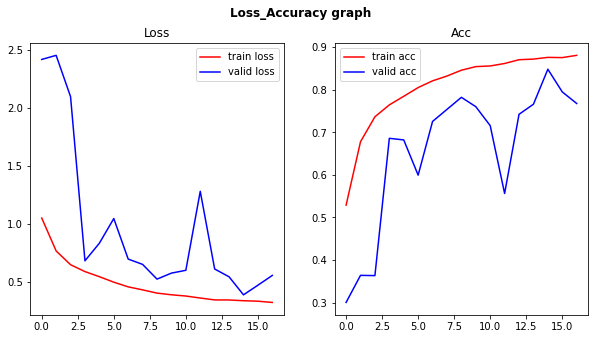 Loss_Accuracy graph
Loss
train loss
valid loss
2.5
2.0
1.5
1.0
0.5
0.0 2.5 5.0 7.5 10.0 12.5 15.0
Acc
train acc
valid acc
0.9
0.8
0.7
0.6
0.5
0.4
0.3
0.0 2.5 5.0 7.5 10.0 12.5 15.0